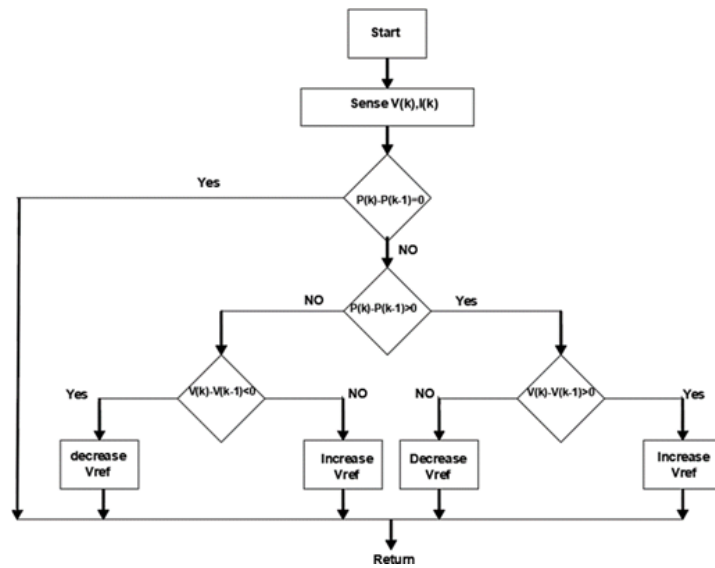 Start
Sense V(k),I(k)
Yes
P(k)-P(k-1)=0
NO
NO
P(k)-P(k-1)>0
Yes
Yes
V(k)-V(k-1)<0
NO
NO
V(k)-V(k-1)>0
Yes
decrease
Vref
Increase
Vref
Decrease
Vref
Increase
Vref
Return